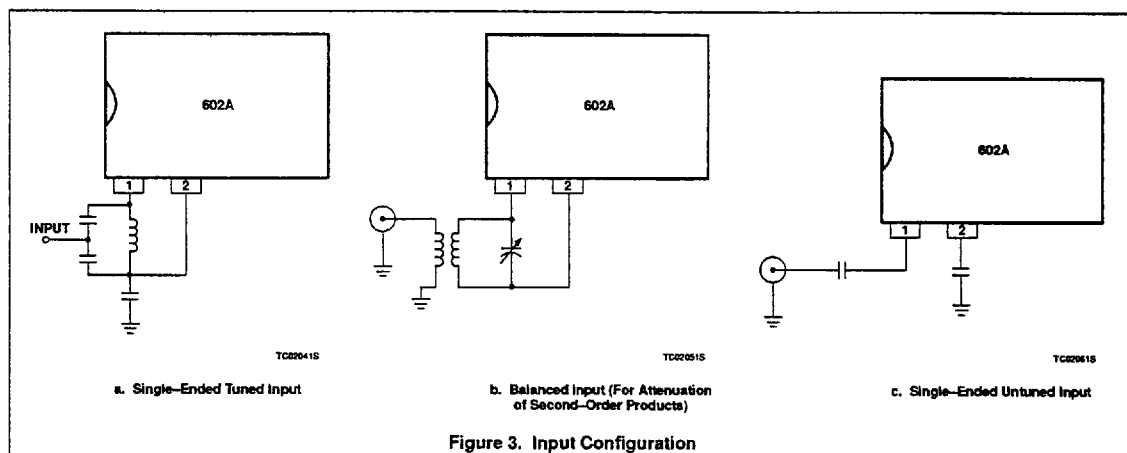 602A
1 2
INPUT
TC02041S
a. Single–Ended Tuned Input
602A
1 2
TC02051S
b. Balanced Input (For Attenuation
of Second–Order Products)
602A
1 2
TC02061S
c. Single–Ended Untuned Input
Figure 3. Input Configuration